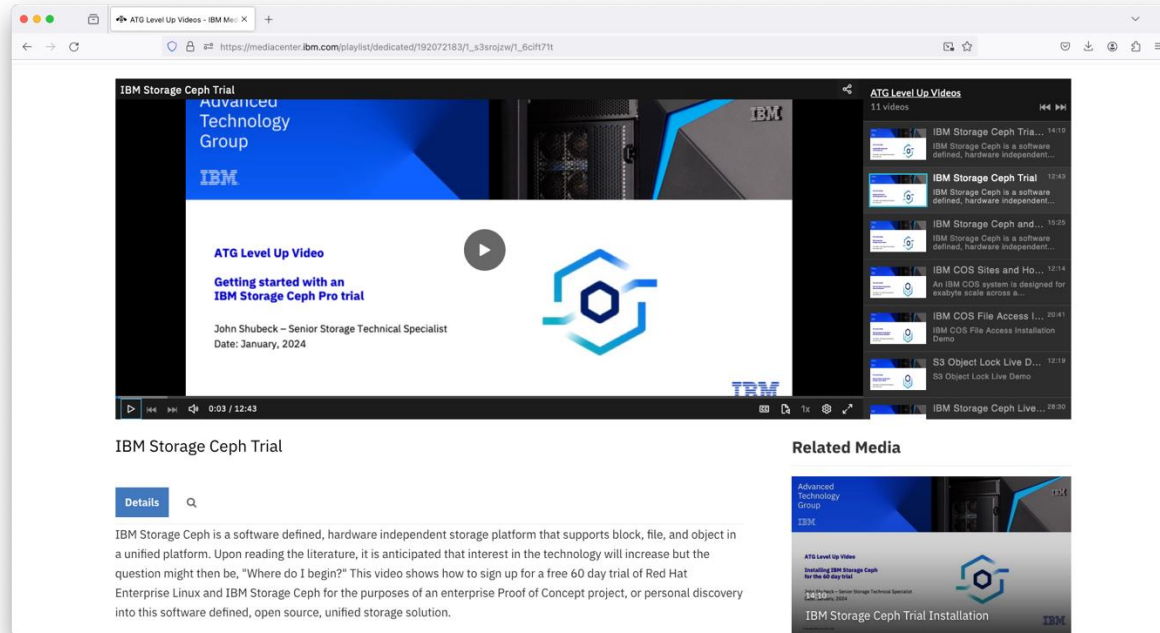 ATG Level Up Videos - IBM Med
https://mediacenter.ibm.com/playlist/dedicated/192072183/1_s3srojzw/1_6cift71t
IBM Storage Ceph Trial
Advanced
Technology
Group
IBM
IBM
ATG Level Up Video
Getting started with an
IBM Storage Ceph Pro trial
John Shubeck – Senior Storage Technical Specialist
Date: January, 2024
IBM
0:03 / 12:43
1x
ATG Level Up Videos
11 videos
IBM Storage Ceph Tria... 14:10
IBM Storage Ceph is a software
defined, hardware independent...
IBM Storage Ceph Trial 12:43
IBM Storage Ceph is a software
defined, hardware independent...
IBM Storage Ceph and... 15:25
IBM Storage Ceph is a software
defined, hardware independent...
IBM COS Sites and Ho... 12:14
An IBM COS system is designed for
exabyte scale across a...
IBM COS File Access I... 20:41
IBM COS File Access Installation
Demo
S3 Object Lock Live D... 12:19
S3 Object Lock Live Demo
IBM Storage Ceph Live... 28:30
IBM Storage Ceph Trial
Details
IBM Storage Ceph is a software defined, hardware independent storage platform that supports block, file, and object in
a unified platform. Upon reading the literature, it is anticipated that interest in the technology will increase but the
question might then be, "Where do I begin?" This video shows how to sign up for a free 60 day trial of Red Hat
Enterprise Linux and IBM Storage Ceph for the purposes of an enterprise Proof of Concept project, or personal discovery
into this software defined, open source, unified storage solution.
Related Media
Advanced
Technology
Group
IBM
IBM
ATG Level Up Video
Installing IBM Storage Ceph
for the 60 day trial
John Shubeck – Senior Storage Technical Specialist
14:10
IBM Storage Ceph Trial Installation
IBM